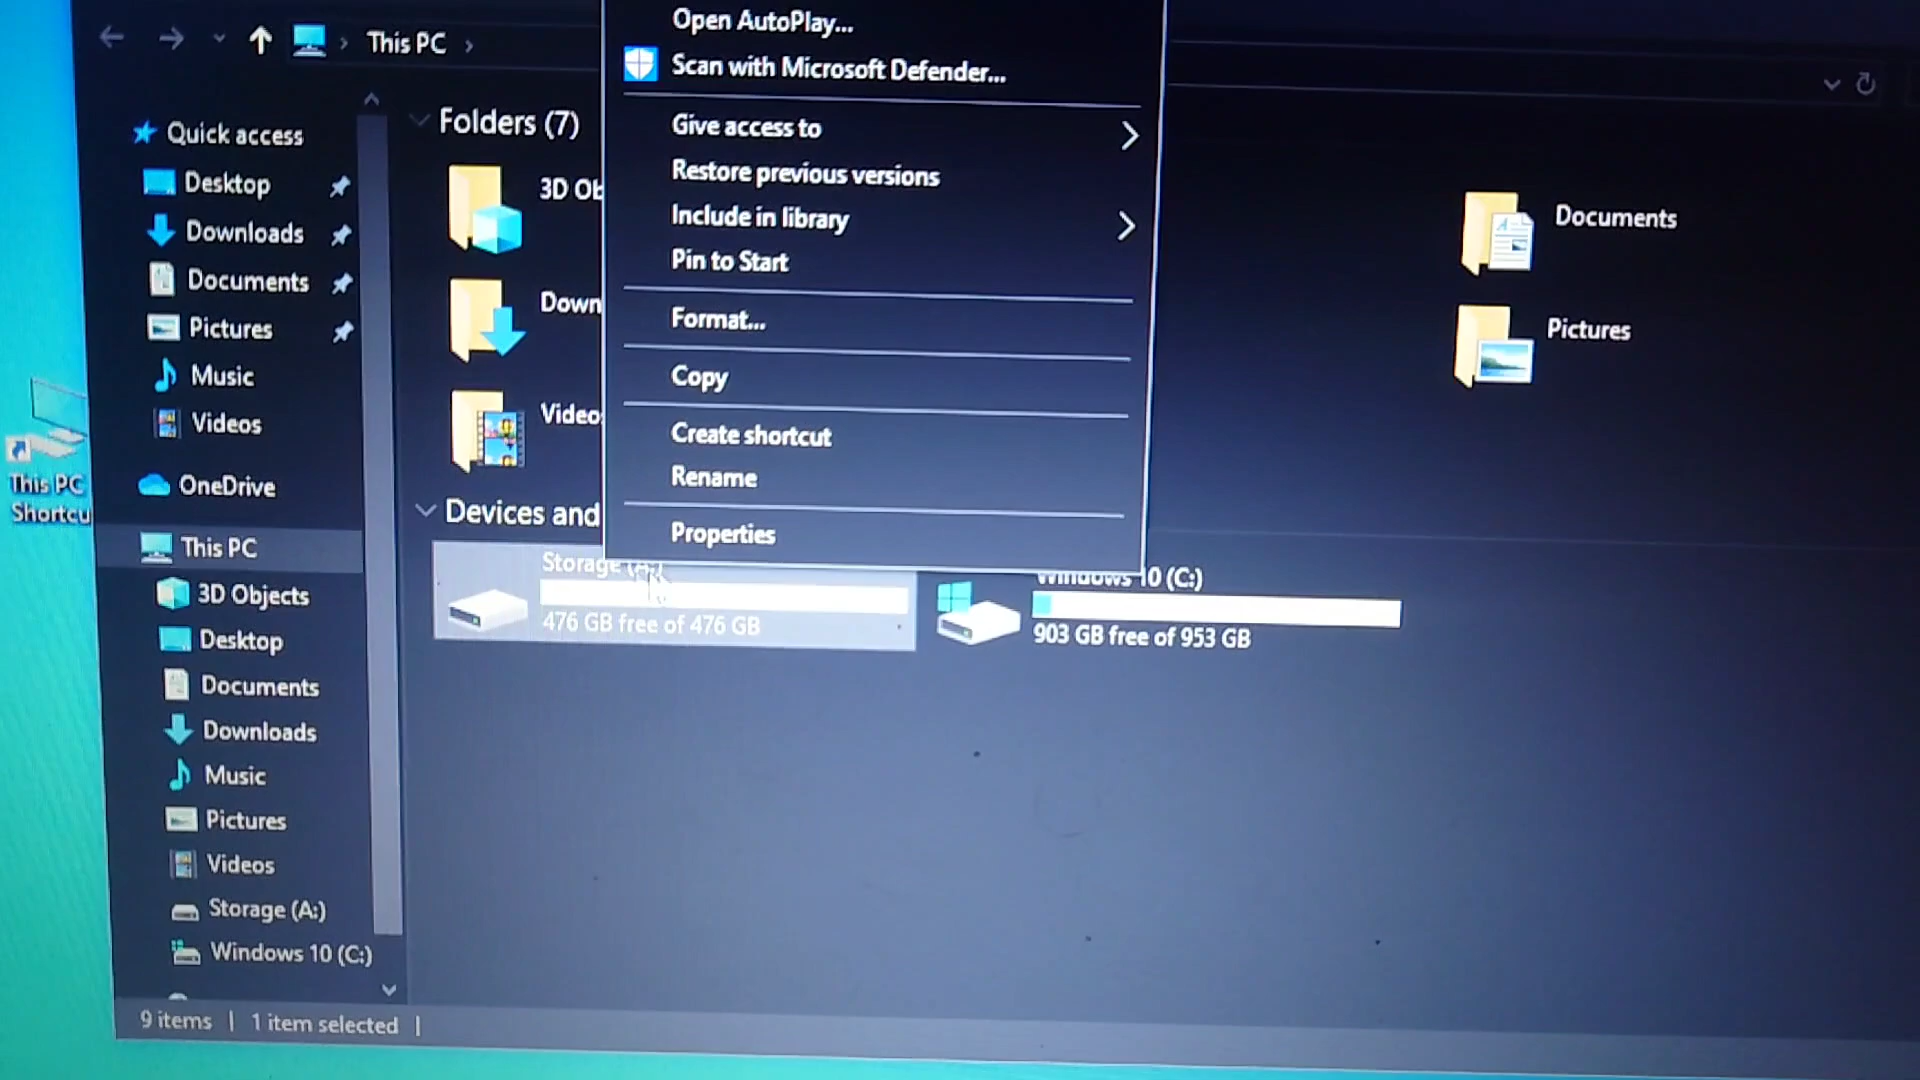 This PC
Open AutoPlay...
Scan with Microsoft Defender...
Give access to
Restore previous versions
Include in library
Pin to Start
Format...
Copy
Create shortcut
Rename
Properties
Quick access
Desktop
Downloads
Documents
Pictures
Music
Videos
OneDrive
This PC
3D Objects
Desktop
Documents
Downloads
Music
Pictures
Videos
Storage (A:)
Windows 10 (C:)
Folders (7)
3D Ob
Down
Video
Documents
Pictures
Devices and
Storage (A:)
476 GB free of 476 GB
Windows 10 (C:)
903 GB free of 953 GB
This PC
Shortcu
9 items
1 item selected